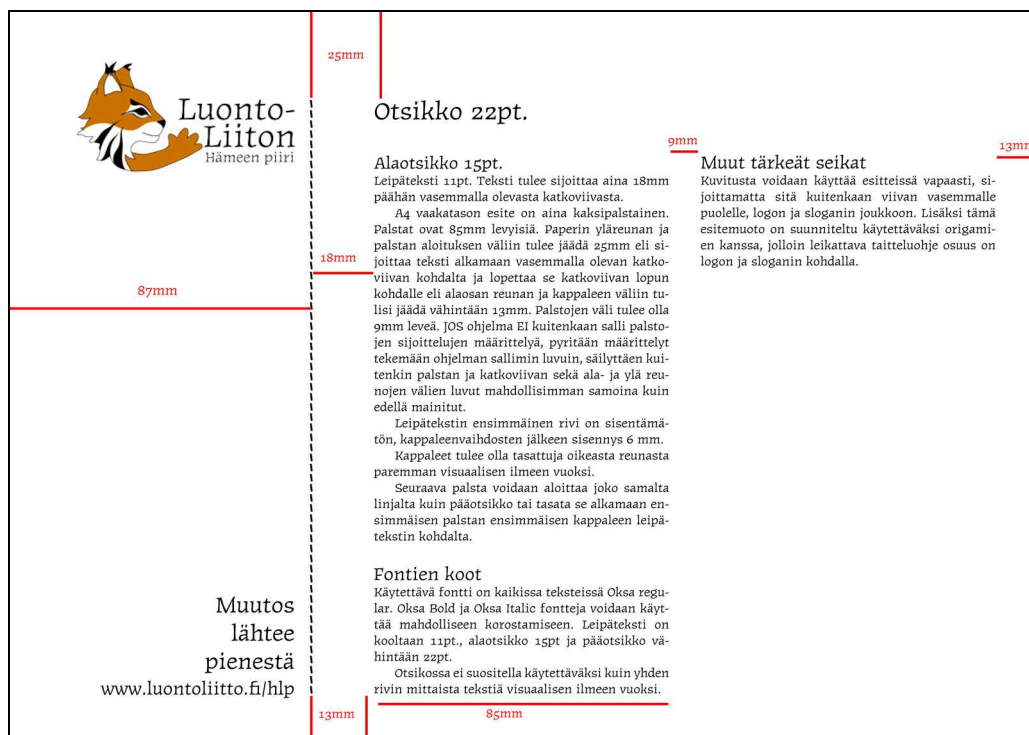 25mm
Luonto-
Liiton
Hämeen piiri
87mm
18mm
Muutos
lähtee
pienestä
www.luontoliitto.fi/hlp
13mm
Otsikko 22pt.
Alaotsikko 15pt.
Leipäteksti 11pt. Teksti tulee sijoittaa aina 18mm
päähän vasemmalla olevasta katkoviivasta.
A4 vaakatason esite on aina kaksipalstainen.
Palstat ovat 85mm levyisiä. Paperin yläreunan ja
palstan aloituksen väliin tulee jäädä 25mm eli si-
joittaa teksti alkamaan vasemmalla olevan katko-
viivan kohdalta ja lopettaa se katkoviivan lopun
kohdalle eli alaosan reunan ja kappaleen väliin tu-
lisi jäädä vähintään 13mm. Palstojen väli tulee olla
9mm leveä. JOS ohjelma EI kuitenkaan salli palsto-
jen sijoittelujen määrittelyä, pyritään määrittelyt
tekemään ohjelman sallimin luvuin, säilyttäen kui-
tenkin palstan ja katkoviivan sekä ala- ja ylä reu-
nojen välien luvut mahdollisimman samoina kuin
edellä mainitut.
Leipätekstin ensimmäinen rivi on sisentämä-
tön, kappaleenvaihdosten jälkeen sisennys 6 mm.
Kappaleet tulee olla tasattuja oikeasta reunasta
paremman visuaalisen ilmeen vuoksi.
Seuraava palsta voidaan aloittaa joko samalta
linjalta kuin pääotsikko tai tasata se alkamaan en-
simmäisen palstan ensimmäisen kappaleen leipä-
tekstin kohdalta.
Fontien koot
Käytettävä fontti on kaikissa teksteissä Oksa regu-
lar. Oksa Bold ja Oksa Italic fontteja voidaan käyt-
tää mahdolliseen korostamiseen. Leipäteksti on
kooltaan 11pt., alaotsikko 15pt ja pääotsikko vä-
hintään 22pt.
Otsikossa ei suositella käytettäväksi kuin yhden
rivin mittaista tekstiä visuaalisen ilmeen vuoksi.
85mm
9mm
13mm
Muut tärkeät seikat
Kuvitusta voidaan käyttää esitteissä vapaasti, si-
joittamatta sitä kuitenkaan viivan vasemmalle
puolelle, logon ja sloganin joukkoon. Lisäksi tämä
esitemuoto on suunniteltu käytettäväksi origami-
en kanssa, jolloin leikattava taitteluohje osuus on
logon ja sloganin kohdalla.